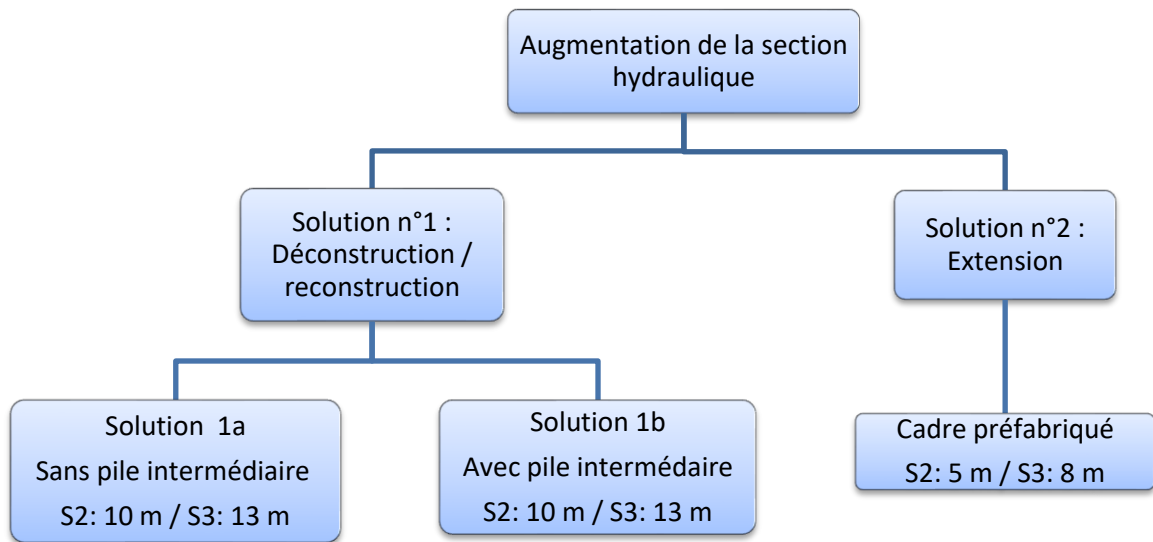 Augmentation de la section
hydraulique
Solution n°1 :
Déconstruction /
reconstruction
Solution n°2 :
Extension
Solution 1a
Sans pile intermédiaire
S2: 10 m / S3: 13 m
Solution 1b
Avec pile intermédaire
S2: 10 m / S3: 13 m
Cadre préfabriqué
S2: 5 m / S3: 8 m